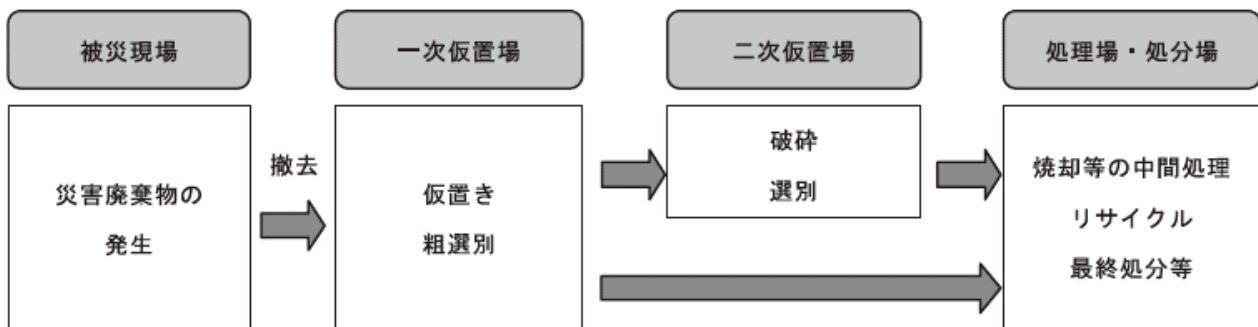 被災現場
一次仮置場
二次仮置場
処理場・処分場
災害廃棄物の
発生
撤去
仮置き
粗選別
破砕
選別
焼却等の中間処理
リサイクル
最終処分等